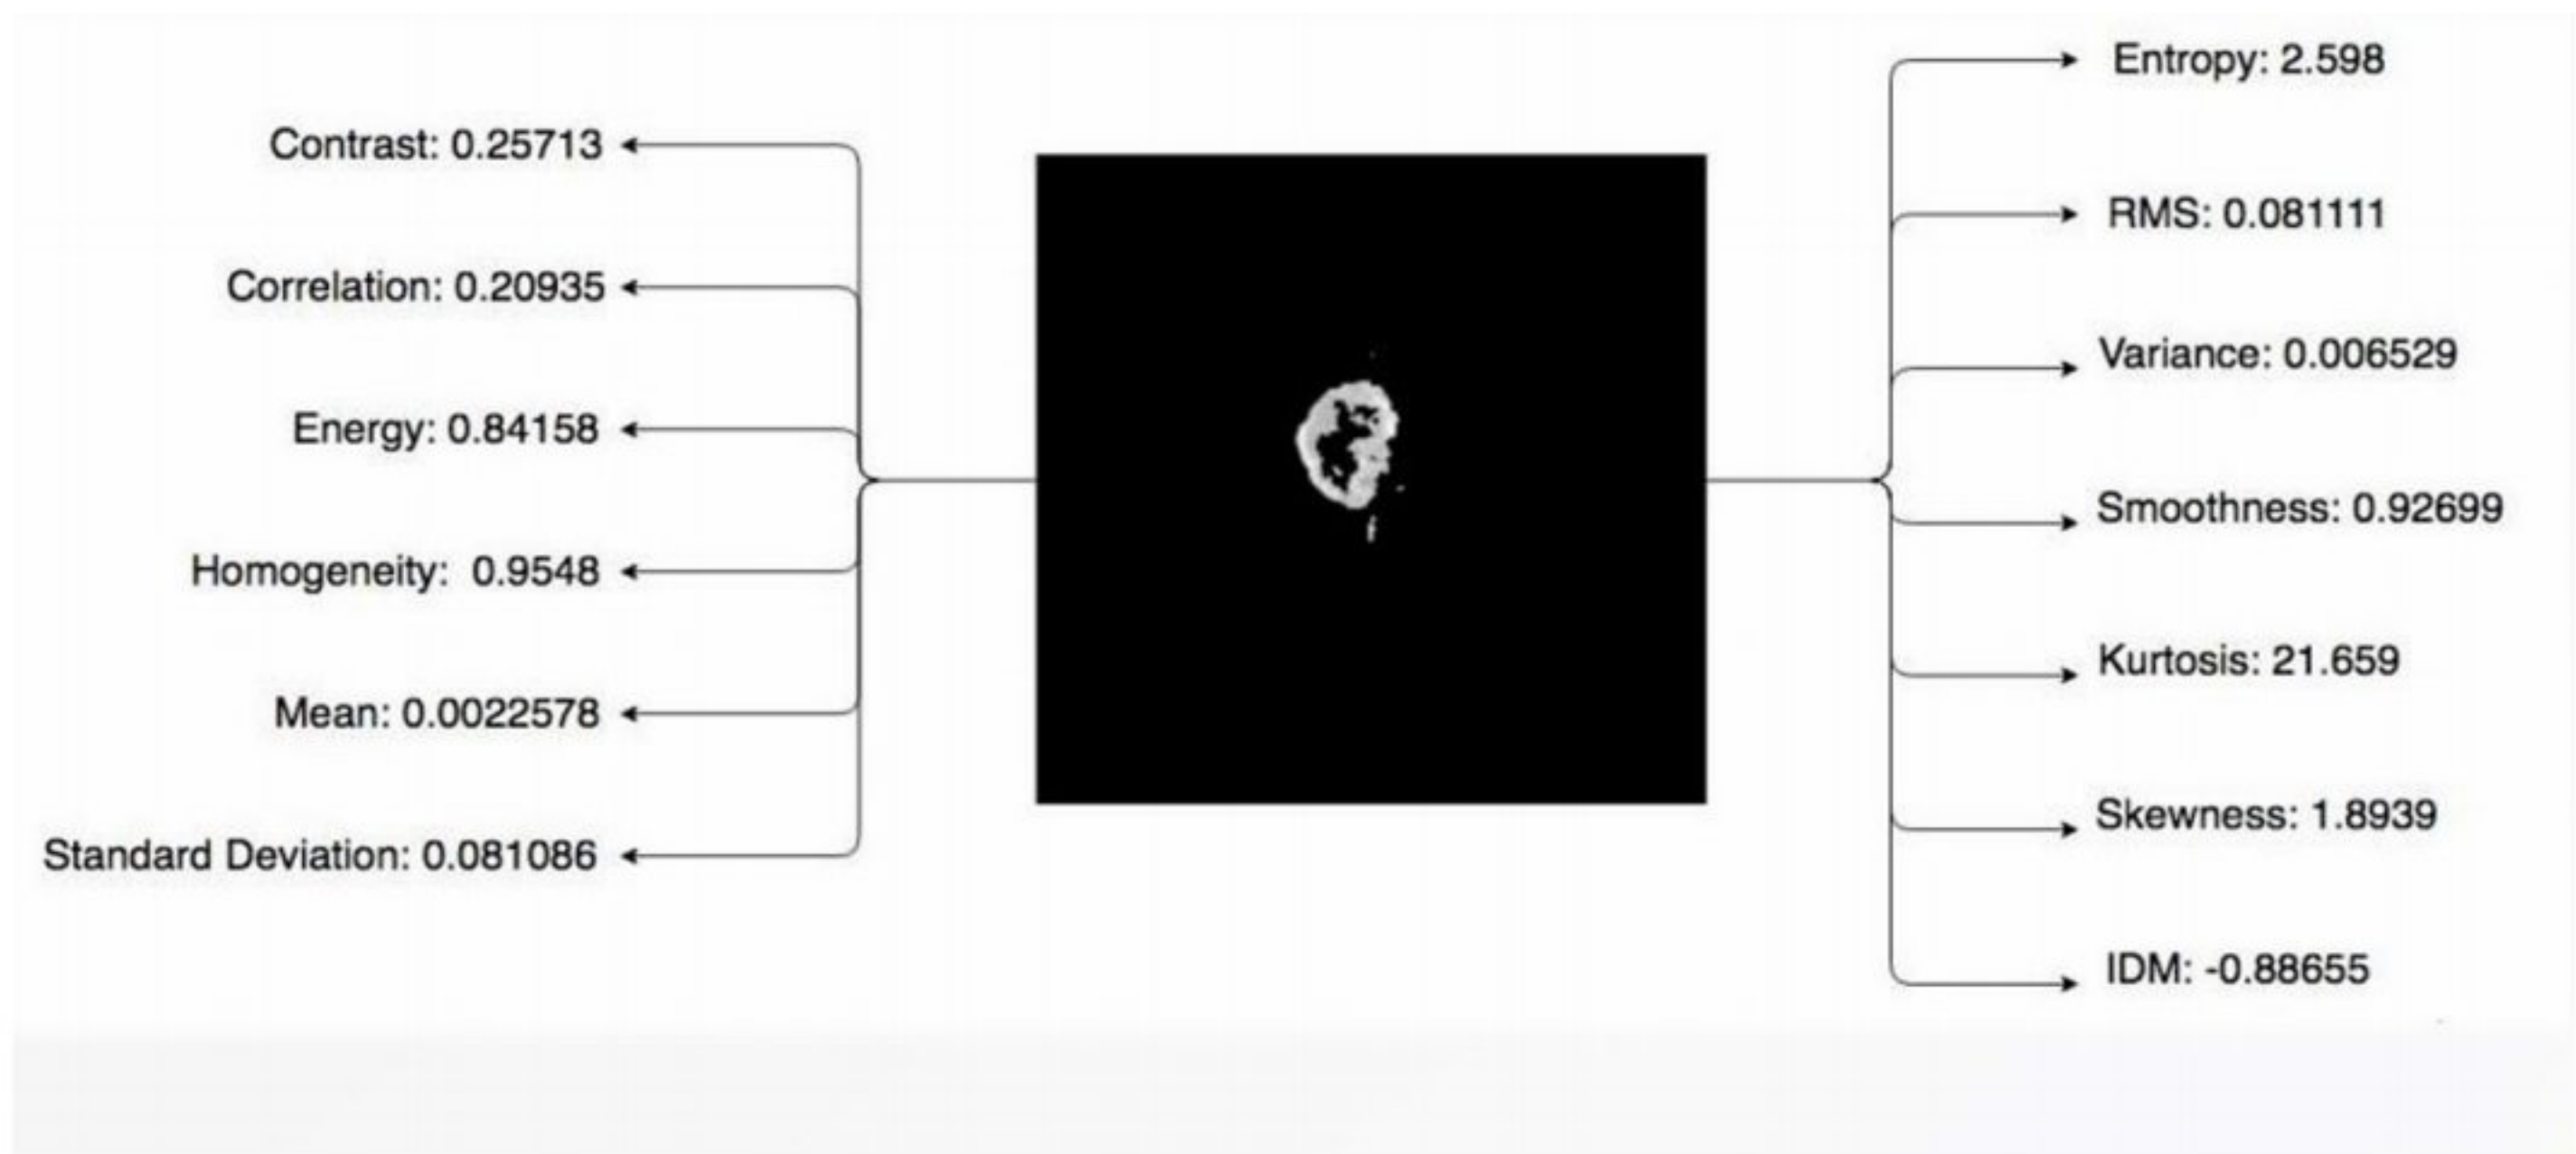 Contrast: 0.25713
Correlation: 0.20935
Energy: 0.84158
Homogeneity: 0.9548
Mean: 0.0022578
Standard Deviation: 0.081086
Entropy: 2.598
RMS: 0.081111
Variance: 0.006529
Smoothness: 0.92699
Kurtosis: 21.659
Skewness: 1.8939
IDM: -0.88655